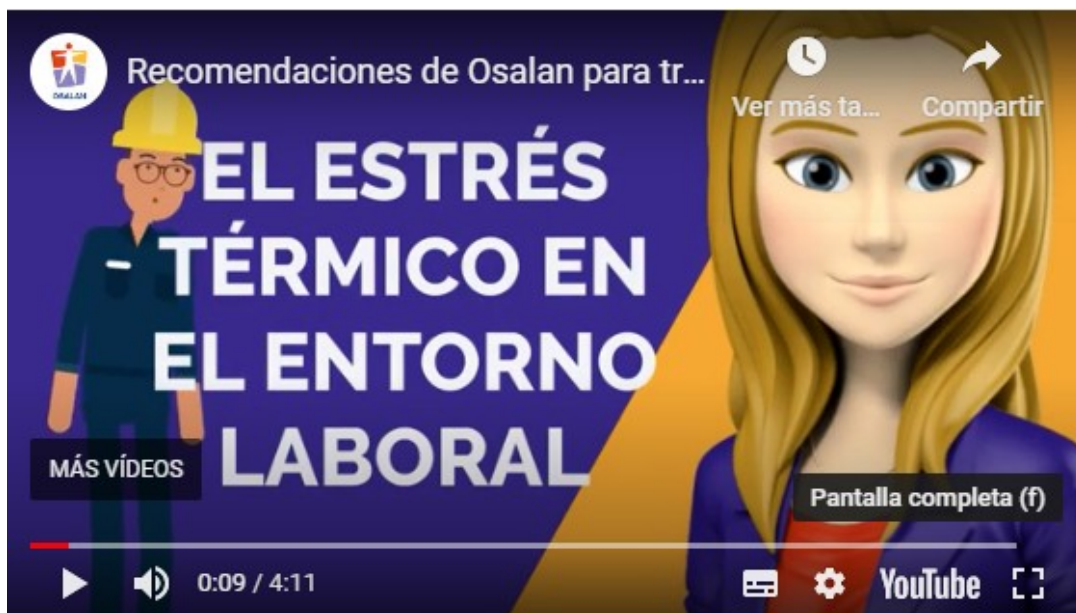 OSALAN
Recomendaciones de Osalan para tr...
Ver más ta...
Compartir
EL ESTRÉS
TÉRMICO EN
EL ENTORNO
LABORAL
MÁS VÍDEOS
Pantalla completa (f)
0:09 / 4:11
YouTube